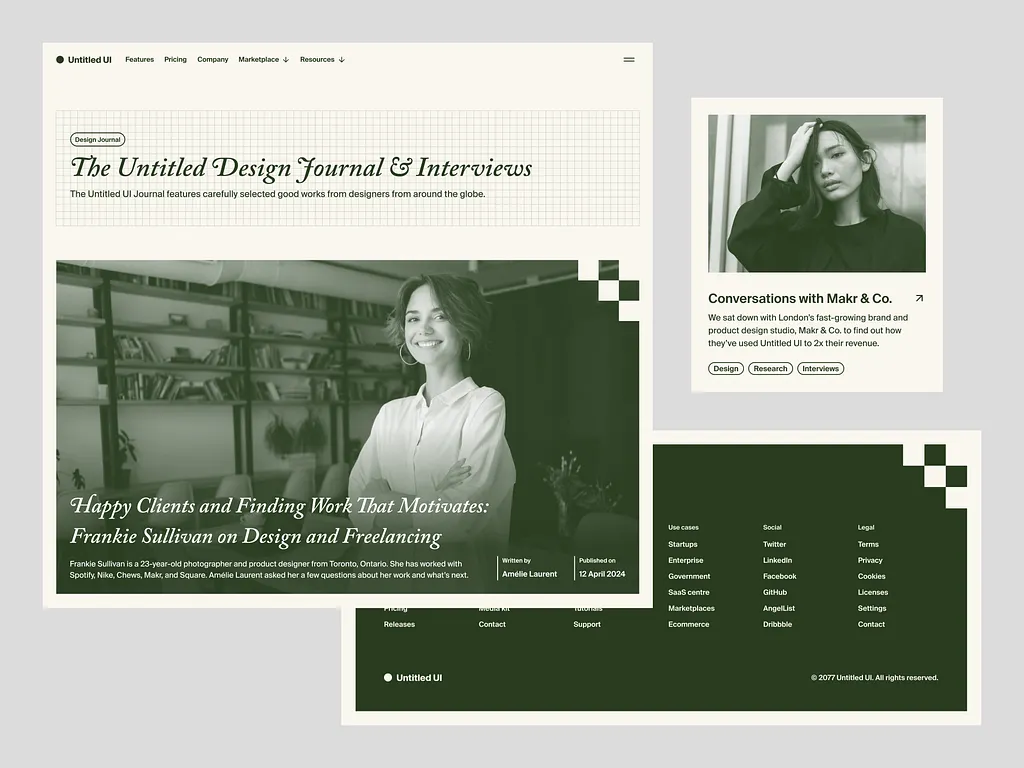 Untitled UI Features Pricing Company Marketplace Resources
Design Journal
The Untitled Design Journal & Interviews
The Untitled UI Journal features carefully selected good works from designers from around the globe.
Happy Clients and Finding Work That Motivates:
Frankie Sullivan on Design and Freelancing
Frankie Sullivan is a 23-year-old photographer and product designer from Toronto, Ontario. She has worked with
Spotify, Nike, Chews, Makr, and Square. Amélie Laurent asked her a few questions about her work and what's next.
Written by
Amélie Laurent
Published on
12 April 2024
Conversations with Makr & Co.
We sat down with London's fast-growing brand and
product design studio, Makr & Co. to find out how
they've used Untitled UI to 2x their revenue.
Design Research Interviews
Use cases Social Legal
Startups Twitter Terms
Enterprise LinkedIn Privacy
Government Facebook Cookies
SaaS centre GitHub Licenses
Pricing Media kit Tutorials Marketplaces AngelList Settings
Releases Contact Support Ecommerce Dribbble Contact
Untitled UI
© 2077 Untitled UI. All rights reserved.